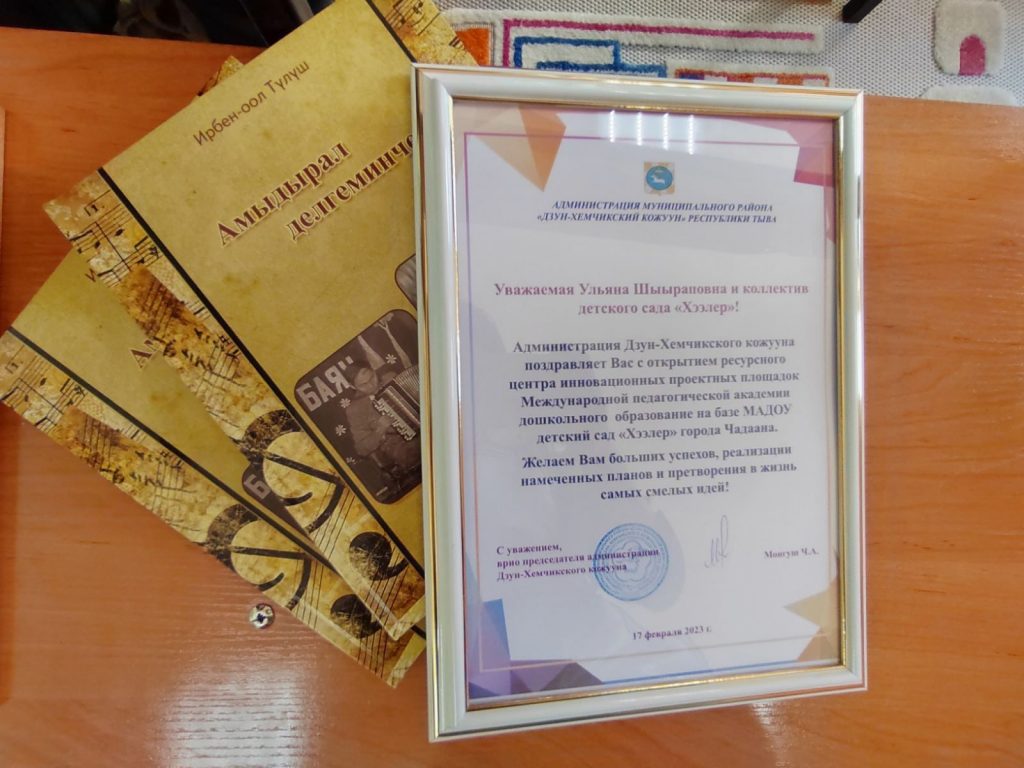 Ирбен-оол Түлүш
Амыдырал
делгеминче
БАЯ"
АДМИНИСТРАЦИЯ МУНИЦИПАЛЬНОГО РАЙОНА
«ДЗУН-ХЕМЧИКСКИЙ КОЖУУН» РЕСПУБЛИКИ ТЫВА
Уважаемая Ульяна Шыыраповна и коллектив
детского сада «Хээлер»!
Администрация Дзун-Хемчикского кожууна
поздравляет Вас с открытием ресурсного
центра инновационных проектных площадок
Международной педагогической академии
дошкольного образование на базе МАДОУ
детский сад «Хээлер» города Чадаана.
Желаем Вам больших успехов, реализации
намеченных планов и претворения в жизнь
самых смелых идей!
С уважением,
врио председателя администрации
Дзун-Хемчикского кожууна
Монгуш Ч.А.
17 февраля 2023 г.